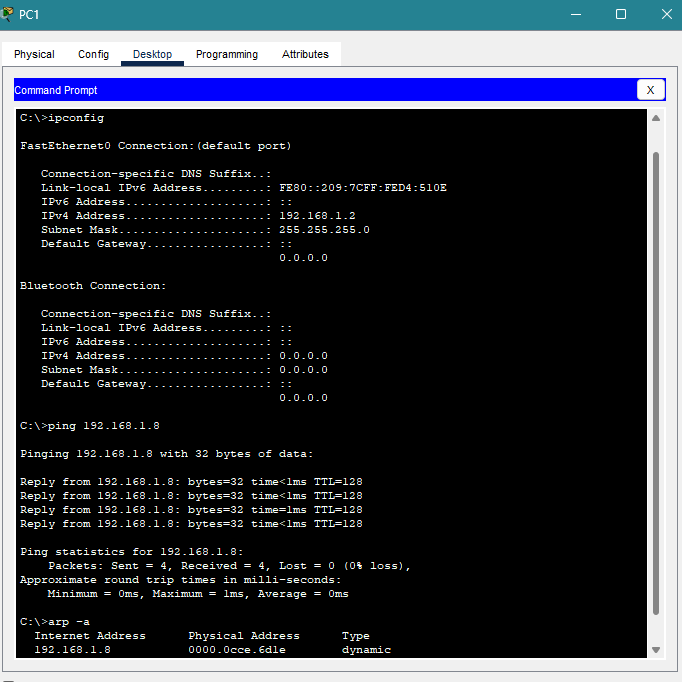 PC1
Physical Config Desktop Programming Attributes
Command Prompt X
C:\>ipconfig
FastEthernet0 Connection:(default port)
Connection-specific DNS Suffix..:
Link-local IPv6 Address.........: FE80::209:7CFF:FED4:510E
IPv6 Address....................: ::
IPv4 Address....................: 192.168.1.2
Subnet Mask.....................: 255.255.255.0
Default Gateway.................: ::
0.0.0.0
Bluetooth Connection:
Connection-specific DNS Suffix..:
Link-local IPv6 Address.........: ::
IPv6 Address....................: ::
IPv4 Address....................: 0.0.0.0
Subnet Mask.....................: 0.0.0.0
Default Gateway.................: ::
0.0.0.0
C:\>ping 192.168.1.8
Pinging 192.168.1.8 with 32 bytes of data:
Reply from 192.168.1.8: bytes=32 time<1ms TTL=128
Reply from 192.168.1.8: bytes=32 time<1ms TTL=128
Reply from 192.168.1.8: bytes=32 time=1ms TTL=128
Reply from 192.168.1.8: bytes=32 time<1ms TTL=128
Ping statistics for 192.168.1.8:
Packets: Sent = 4, Received = 4, Lost = 0 (0% loss),
Approximate round trip times in milli-seconds:
Minimum = 0ms, Maximum = 1ms, Average = 0ms
C:\>arp -a
Internet Address Physical Address Type
192.168.1.8 0000.0cce.6d1e dynamic